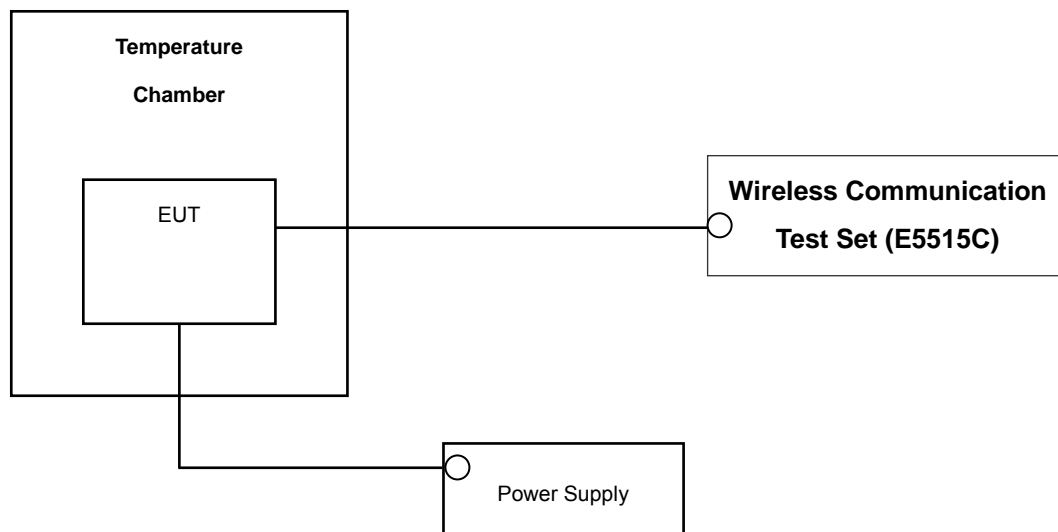 Temperature
Chamber
EUT
Wireless Communication
Test Set (E5515C)
Power Supply